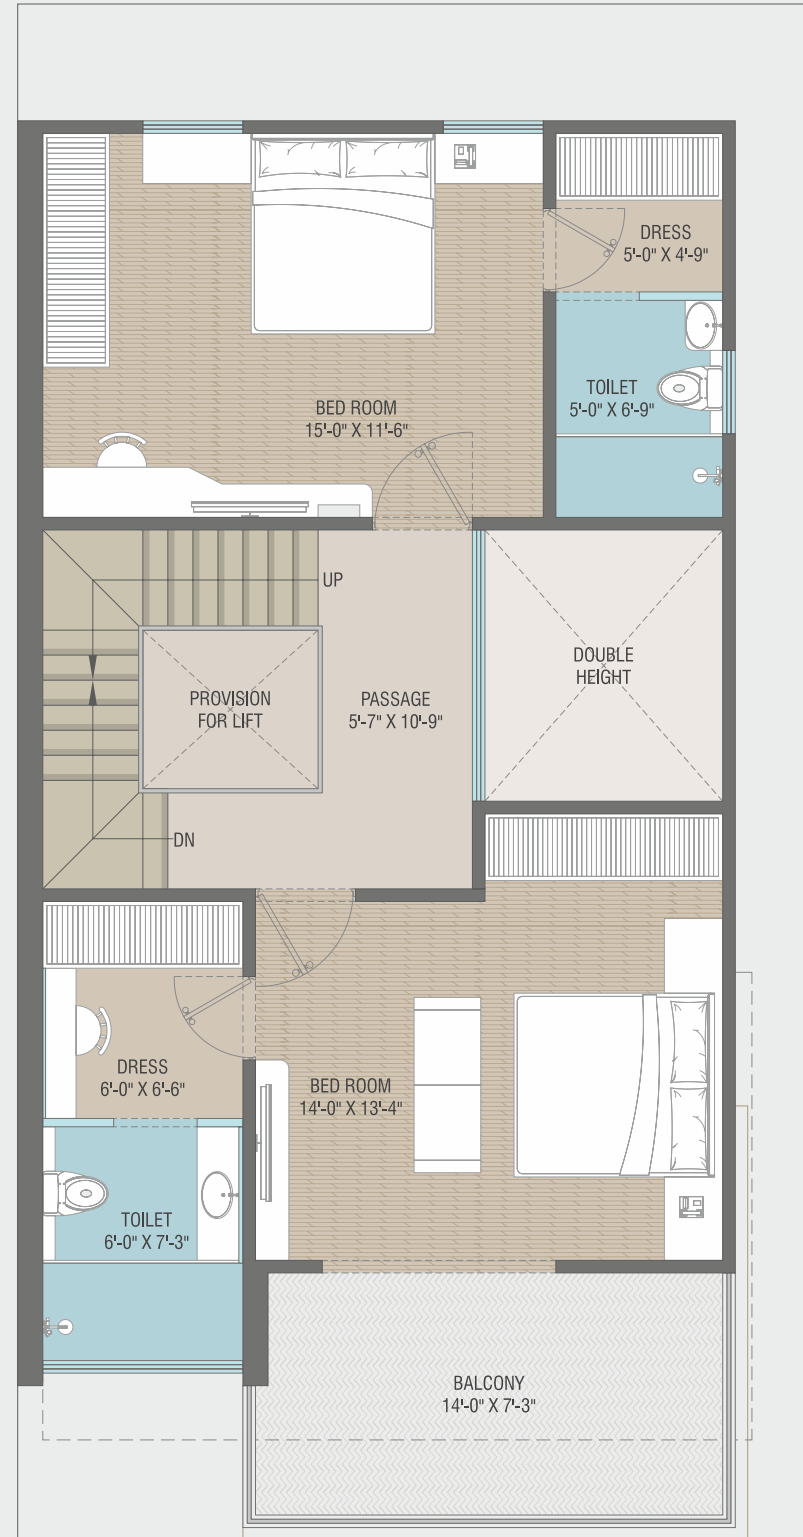 DRESS
5'-0" X 4'-9"
TOILET
5'-0" X 6'-9"
BED ROOM
15'-0" X 11'-6"
UP
PROVISION
FOR LIFT
PASSAGE
5'-7" X 10'-9"
DOUBLE
HEIGHT
DN
DRESS
6'-0" X 6'-6"
BED ROOM
14'-0" X 13'-4"
TOILET
6'-0" X 7'-3"
BALCONY
14'-0" X 7'-3"